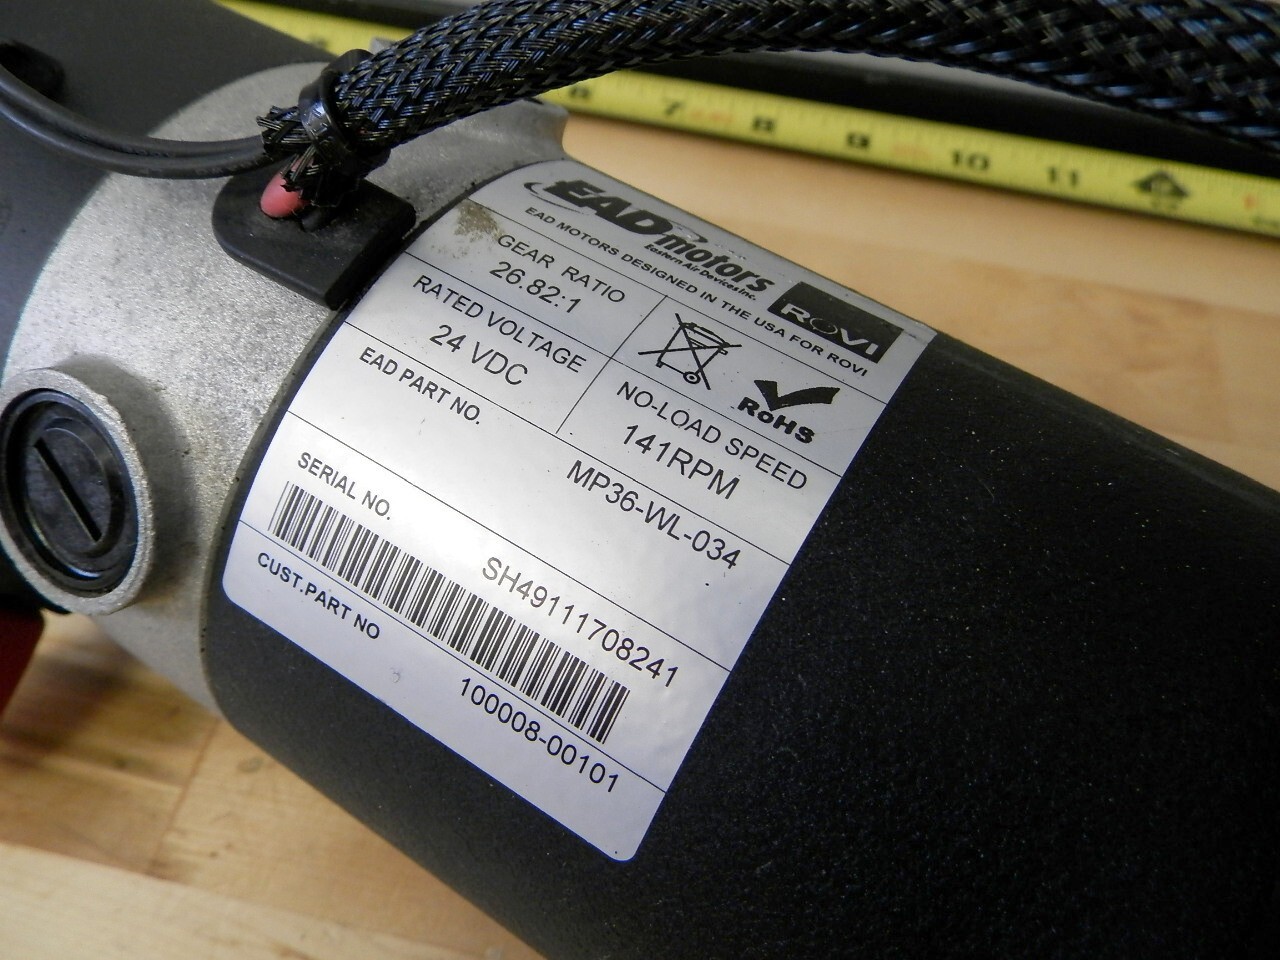 6 7 8 9 10 11
EAD motors
Eastern Air Devices Inc.
ROVI
EAD MOTORS DESIGNED IN THE USA FOR ROVI
GEAR RATIO
26.82:1
RATED VOLTAGE
24 VDC
RoHS
NO-LOAD SPEED
141RPM
EAD PART NO.
MP36-WL-034
SERIAL NO.
SH49111708241
CUST.PART NO
100008-00101